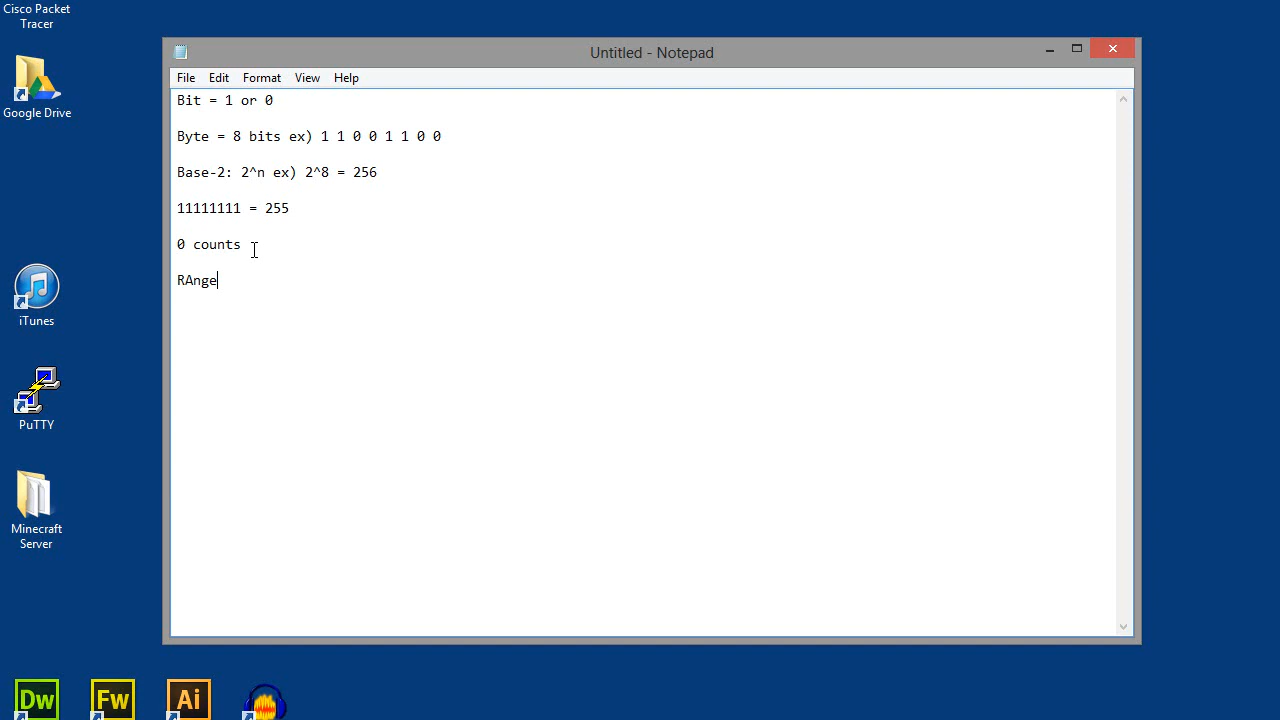 Cisco Packet
Tracer
Google Drive
iTunes
PuTTY
Minecraft
Server
Untitled - Notepad
File Edit Format View Help
Bit = 1 or 0
Byte = 8 bits ex) 1 1 0 0 1 1 0 0
Base-2: 2^n ex) 2^8 = 256
11111111 = 255
0 counts
RAnge
Dw Fw Ai